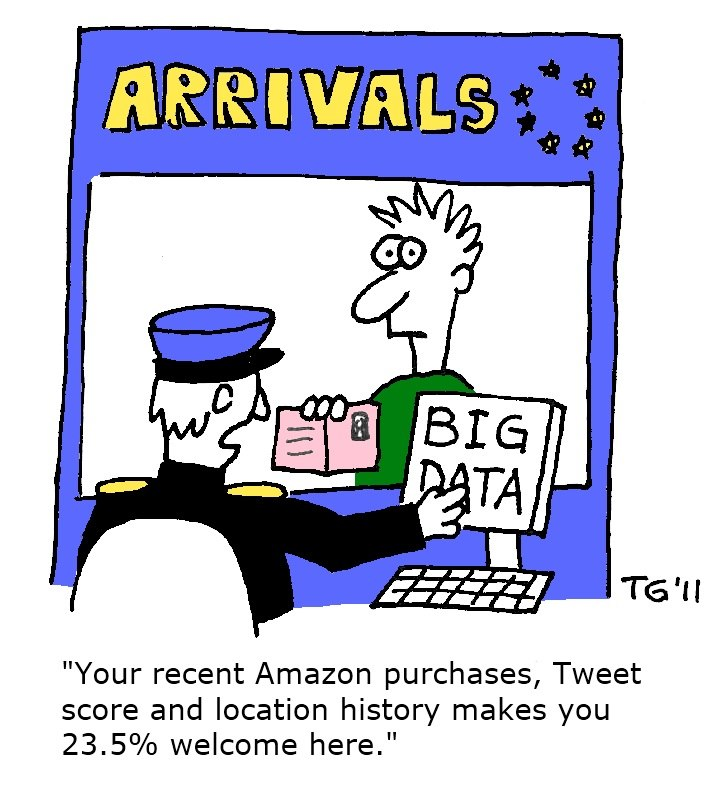 ARRIVALS
BIG
DATA
TG'11
"Your recent Amazon purchases, Tweet
score and location history makes you
23.5% welcome here."